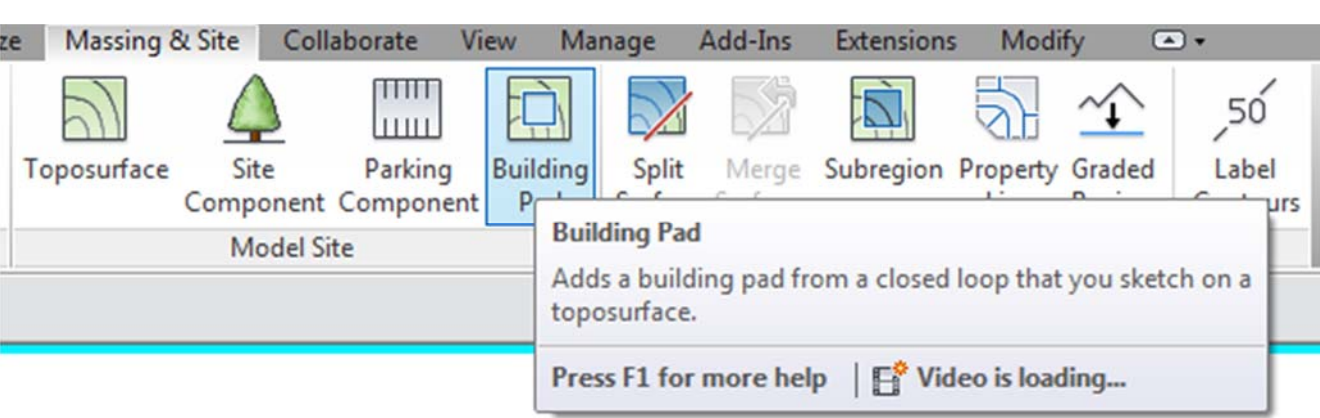 ze Massing & Site Collaborate View Manage Add-Ins Extensions Modify
50
Toposurface Site Parking Building Split Merge Subregion Property Graded Label
Component Component
Model Site
Building Pad
Adds a building pad from a closed loop that you sketch on a
toposurface.
Press F1 for more help | Video is loading...